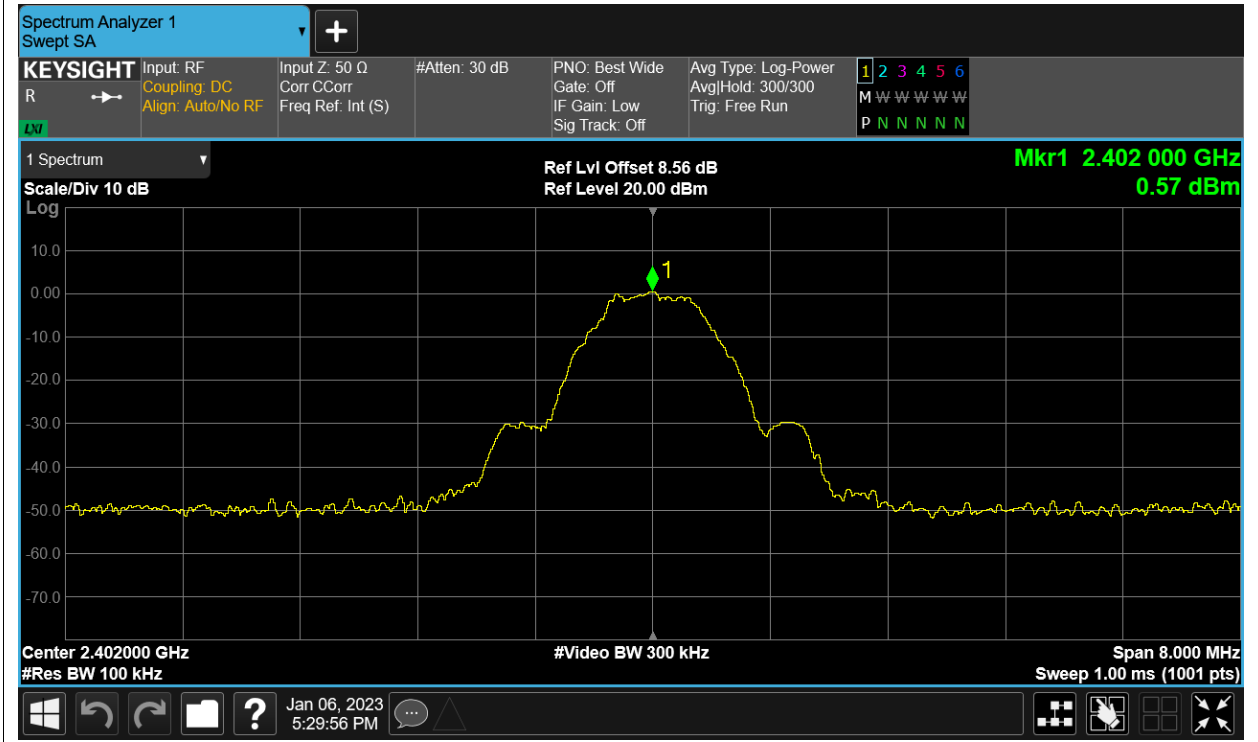 Spectrum Analyzer 1
Swept SA
KEYSIGHT
R
LXI
Input: RF
Coupling: DC
Align: Auto/No RF
Input Z: 50 Ω
Corr CCorr
Freq Ref: Int (S)
#Atten: 30 dB
PNO: Best Wide
Gate: Off
IF Gain: Low
Sig Track: Off
Avg Type: Log-Power
Avg|Hold: 300/300
Trig: Free Run
1 2 3 4 5 6
M W W W W W
P N N N N N
1 Spectrum
Scale/Div 10 dB
Log
Ref Lvl Offset 8.56 dB
Ref Level 20.00 dBm
Mkr1 2.402 000 GHz
0.57 dBm
1
10.0
0.00
-10.0
-20.0
-30.0
-40.0
-50.0
-60.0
-70.0
Center 2.402000 GHz
#Res BW 100 kHz
#Video BW 300 kHz
Span 8.000 MHz
Sweep 1.00 ms (1001 pts)
?
Jan 06, 2023
5:29:56 PM